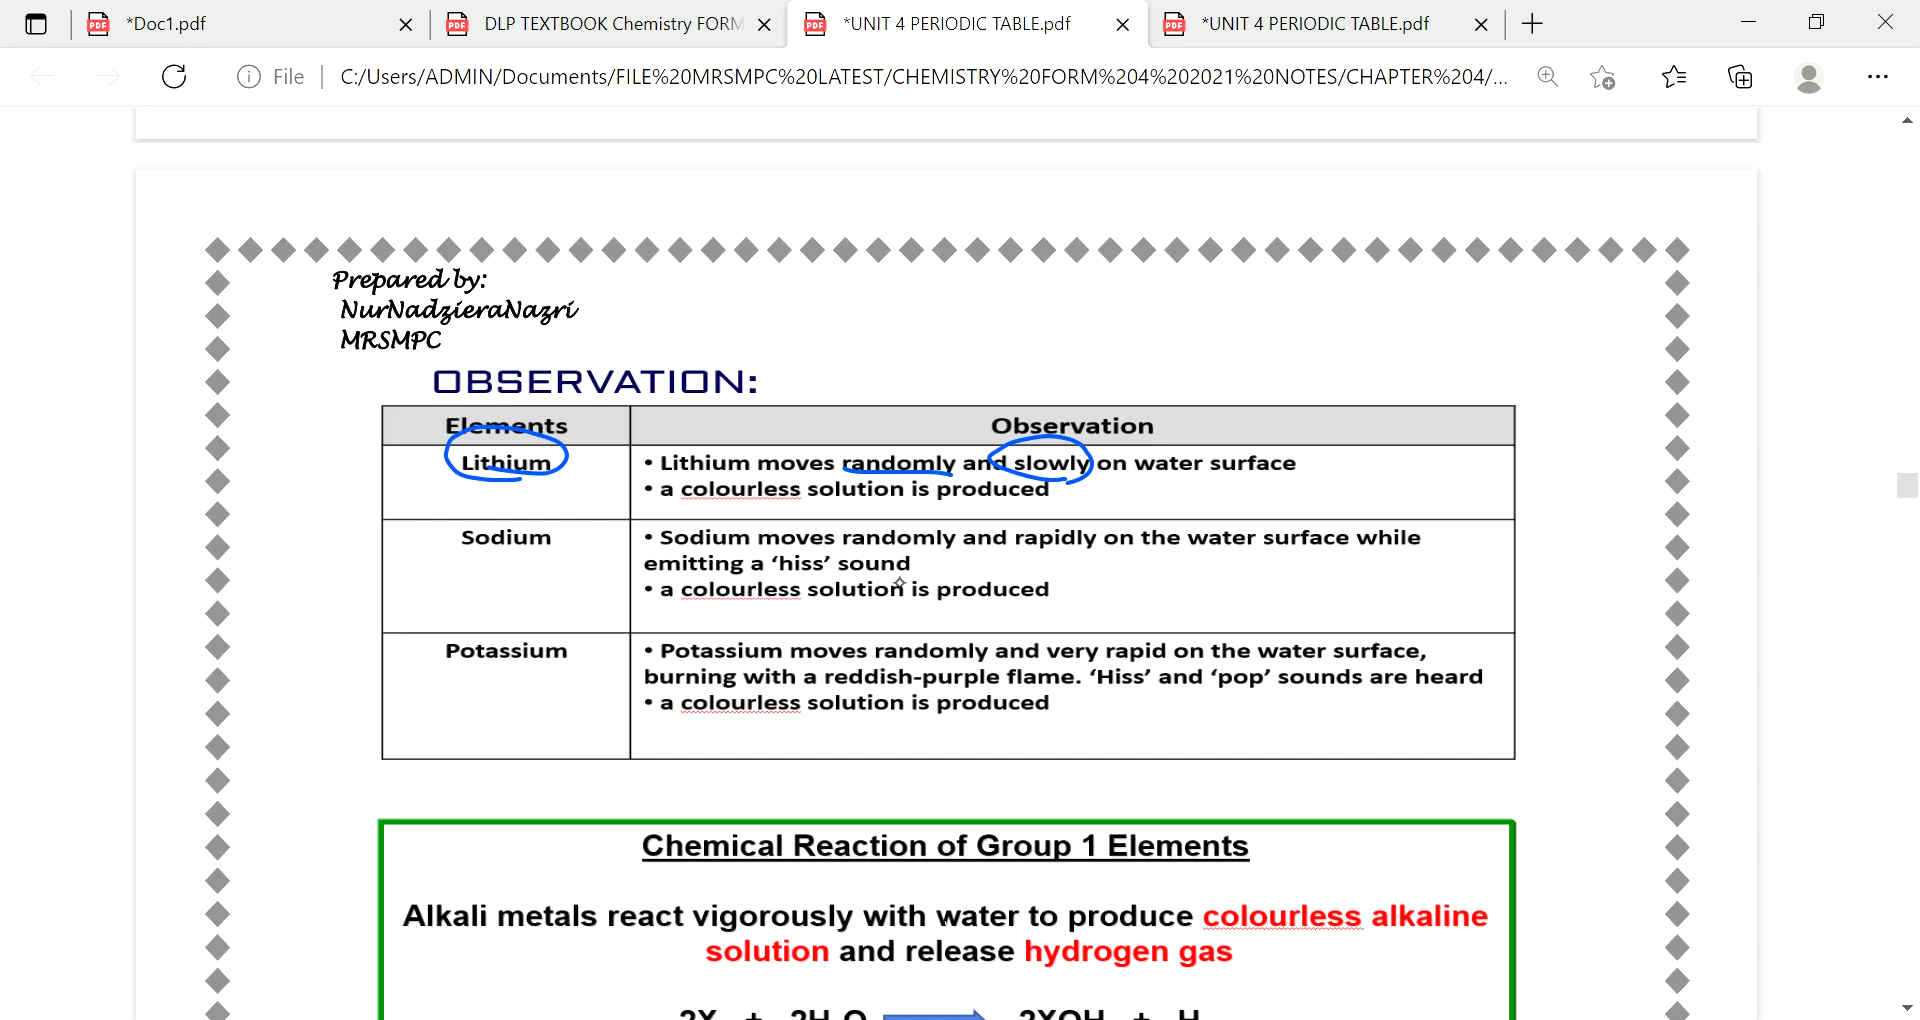 *Doc1.pdf
DLP TEXTBOOK Chemistry FORM
*UNIT 4 PERIODIC TABLE.pdf
*UNIT 4 PERIODIC TABLE.pdf
File
C:/Users/ADMIN/Documents/FILE%20MRSMPC%20LATEST/CHEMISTRY%20FORM%204%202021%20NOTES/CHAPTER%204/...
Prepared by:
NurNadzieraNazri
MRSMPC
OBSERVATION:
Elements
Observation
Lithium
• Lithium moves randomly and slowly on water surface
• a colourless solution is produced
Sodium
• Sodium moves randomly and rapidly on the water surface while
emitting a ‘hiss’ sound
• a colourless solution is produced
Potassium
• Potassium moves randomly and very rapid on the water surface,
burning with a reddish-purple flame. ‘Hiss’ and ‘pop’ sounds are heard
• a colourless solution is produced
Chemical Reaction of Group 1 Elements
Alkali metals react vigorously with water to produce colourless alkaline
solution and release hydrogen gas